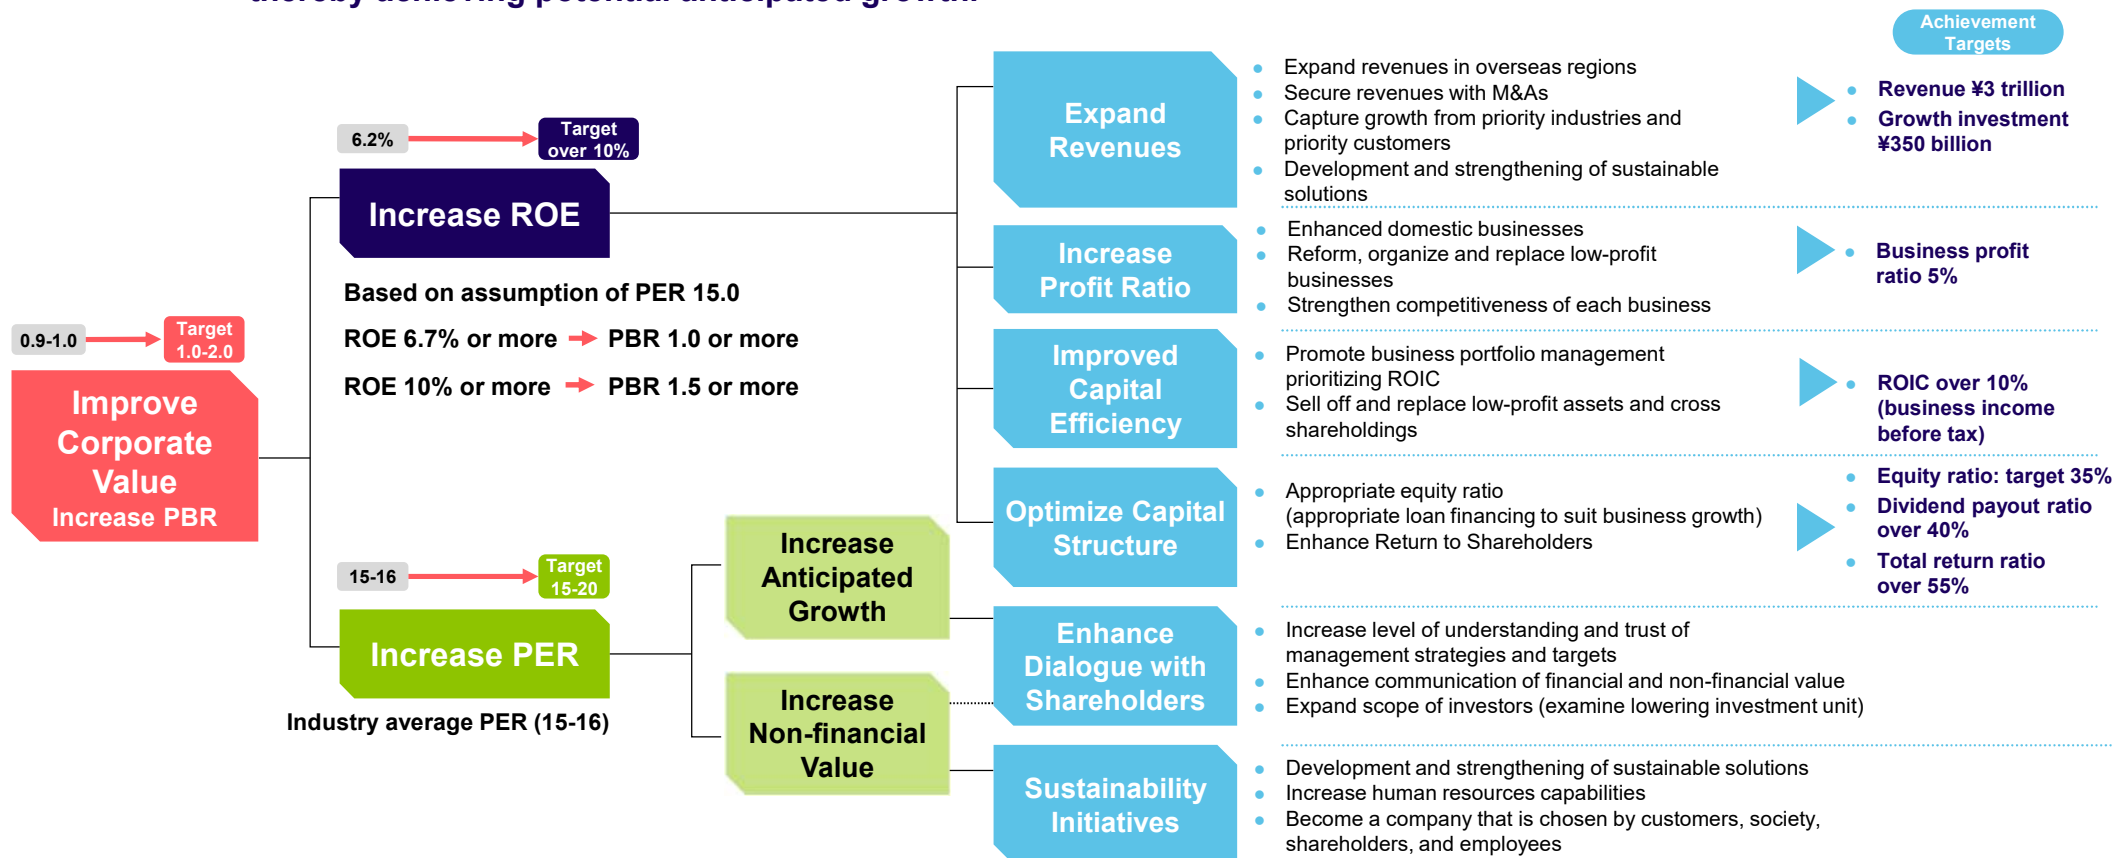 thereby achieving potential anticipated growth.
Achievement
Targets
0.9-1.0
Target
1.0-2.0
Improve
Corporate
Value
Increase PBR
6.2%
Target
over 10%
Increase ROE
Based on assumption of PER 15.0
ROE 6.7% or more
PBR 1.0 or more
ROE 10% or more
PBR 1.5 or more
15-16
Target
15-20
Increase PER
Industry average PER (15-16)
Increase
Anticipated
Growth
Increase
Non-financial
Value
Expand
Revenues
● Expand revenues in overseas regions
● Secure revenues with M&As
● Capture growth from priority industries and
priority customers
● Development and strengthening of sustainable
solutions
● Revenue ¥3 trillion
● Growth investment
¥350 billion
Increase
Profit Ratio
● Enhanced domestic businesses
● Reform, organize and replace low-profit
businesses
● Strengthen competitiveness of each business
● Business profit
ratio 5%
Improved
Capital
Efficiency
● Promote business portfolio management
prioritizing ROIC
● Sell off and replace low-profit assets and cross
shareholdings
● ROIC over 10%
(business income
before tax)
Optimize Capital
Structure
● Appropriate equity ratio
(appropriate loan financing to suit business growth)
● Enhance Return to Shareholders
● Equity ratio: target 35%
● Dividend payout ratio
over 40%
● Total return ratio
over 55%
Enhance
Dialogue with
Shareholders
● Increase level of understanding and trust of
management strategies and targets
● Enhance communication of financial and non-financial value
● Expand scope of investors (examine lowering investment unit)
Sustainability
Initiatives
● Development and strengthening of sustainable solutions
● Increase human resources capabilities
● Become a company that is chosen by customers, society,
shareholders, and employees